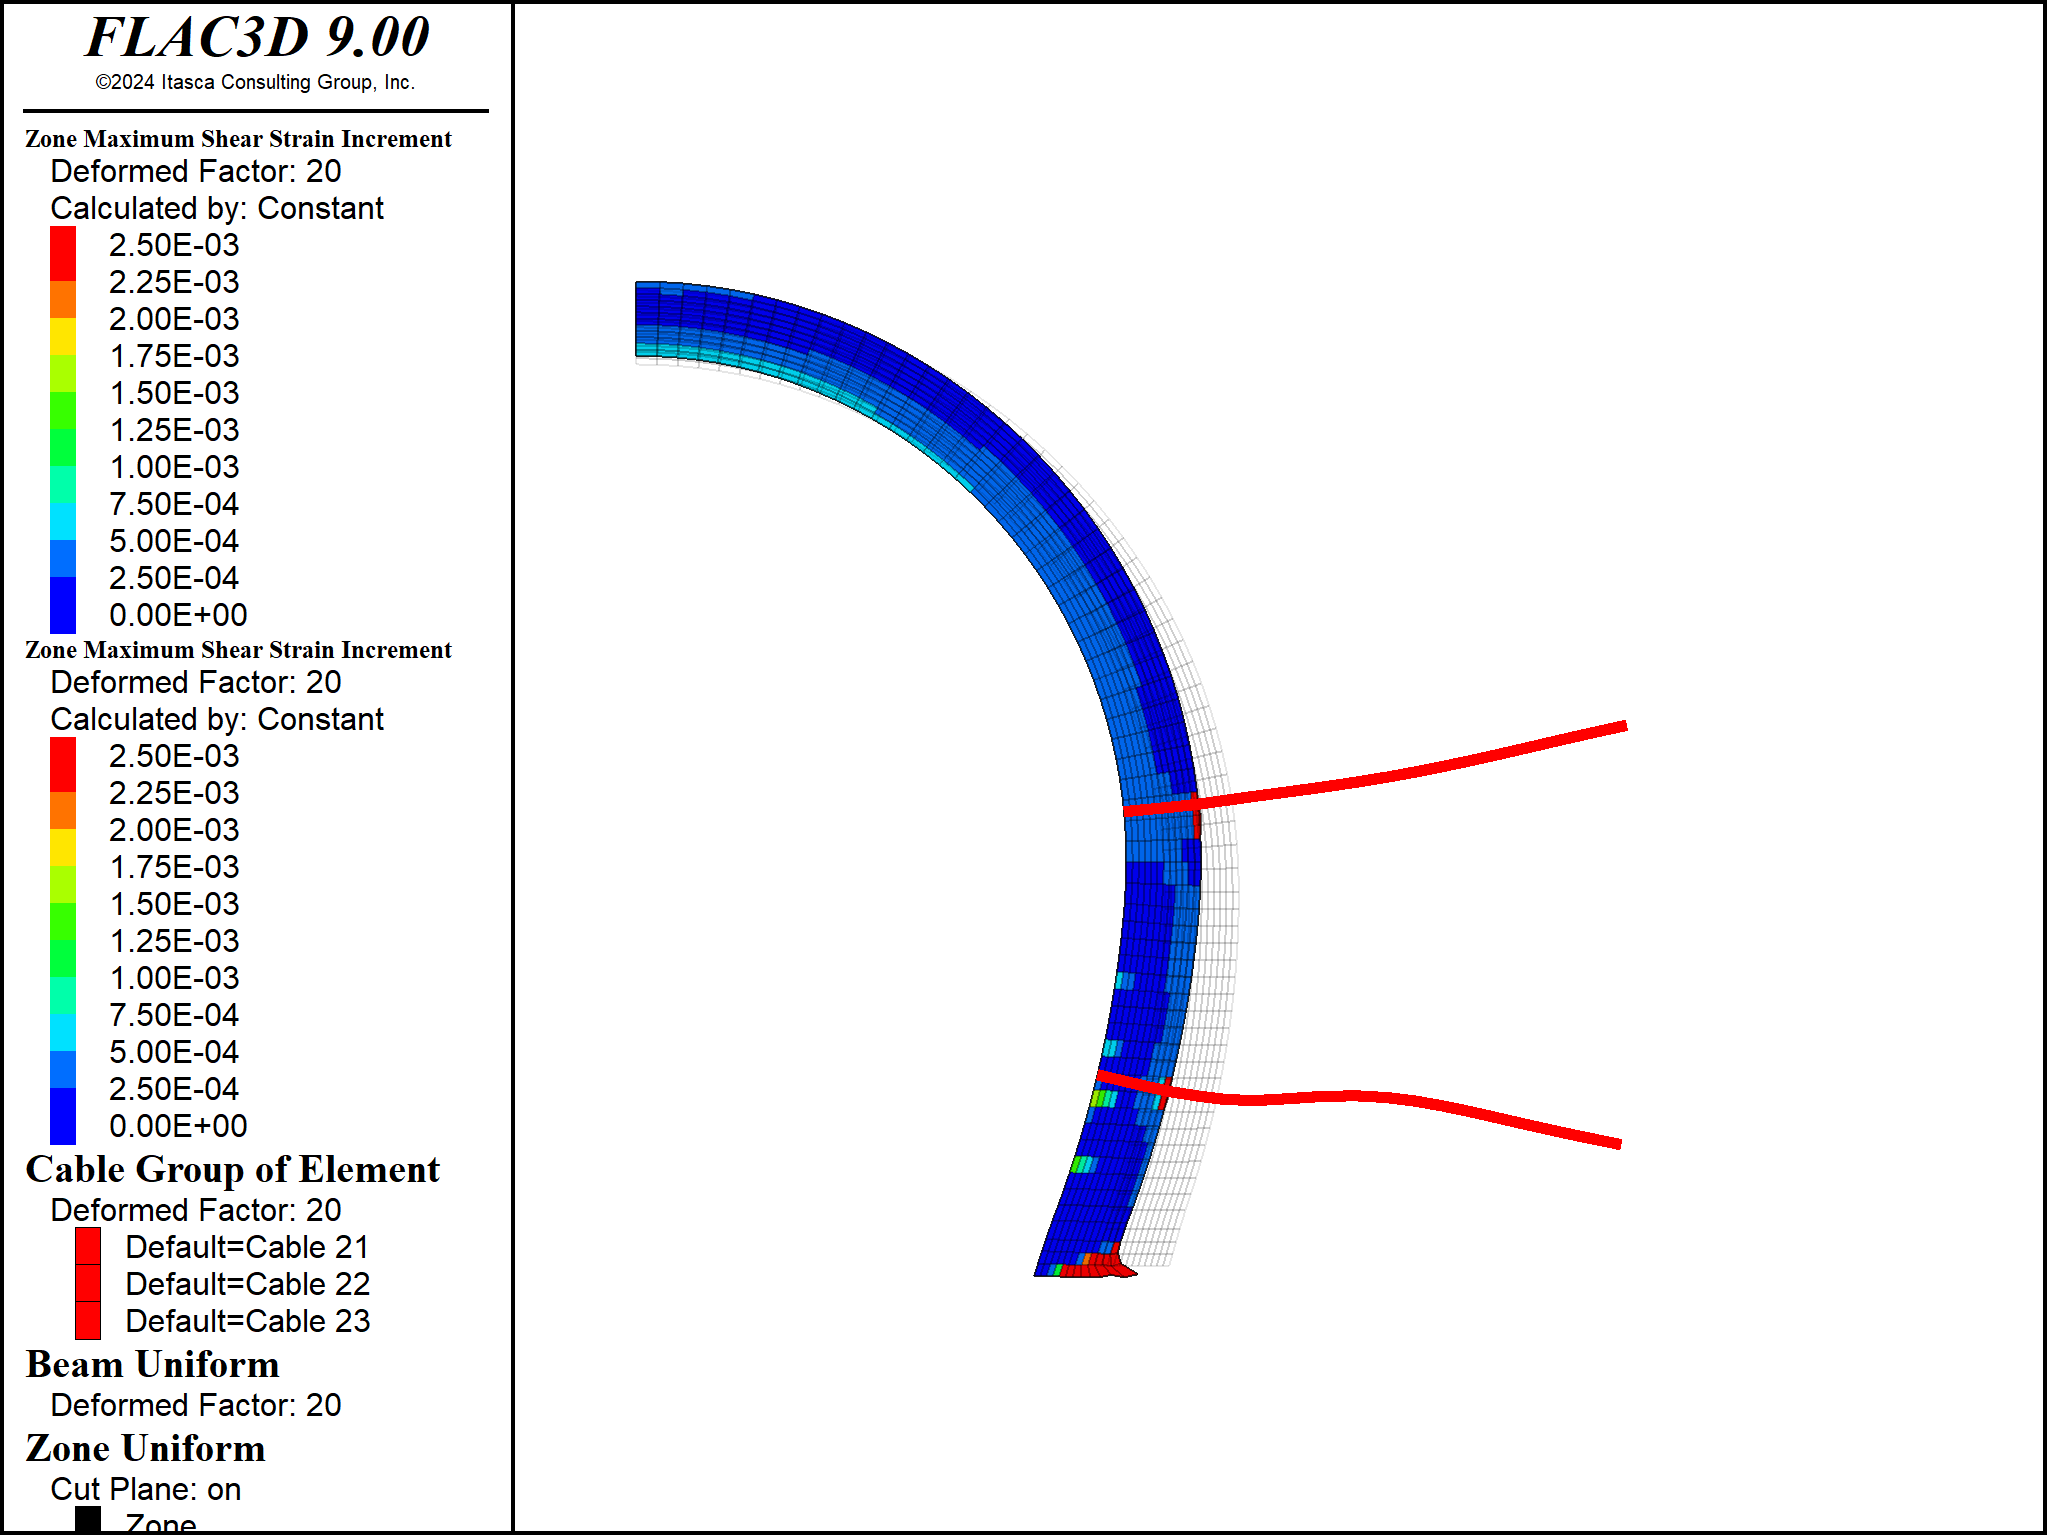 FLAC3D 9.00
©2024 Itasca Consulting Group, Inc.
Zone Maximum Shear Strain Increment
Deformed Factor: 20
Calculated by: Constant
2.50E-03
2.25E-03
2.00E-03
1.75E-03
1.50E-03
1.25E-03
1.00E-03
7.50E-04
5.00E-04
2.50E-04
0.00E+00
Zone Maximum Shear Strain Increment
Deformed Factor: 20
Calculated by: Constant
2.50E-03
2.25E-03
2.00E-03
1.75E-03
1.50E-03
1.25E-03
1.00E-03
7.50E-04
5.00E-04
2.50E-04
0.00E+00
Cable Group of Element
Deformed Factor: 20
Default=Cable 21
Default=Cable 22
Default=Cable 23
Beam Uniform
Deformed Factor: 20
Zone Uniform
Cut Plane: on
Zone